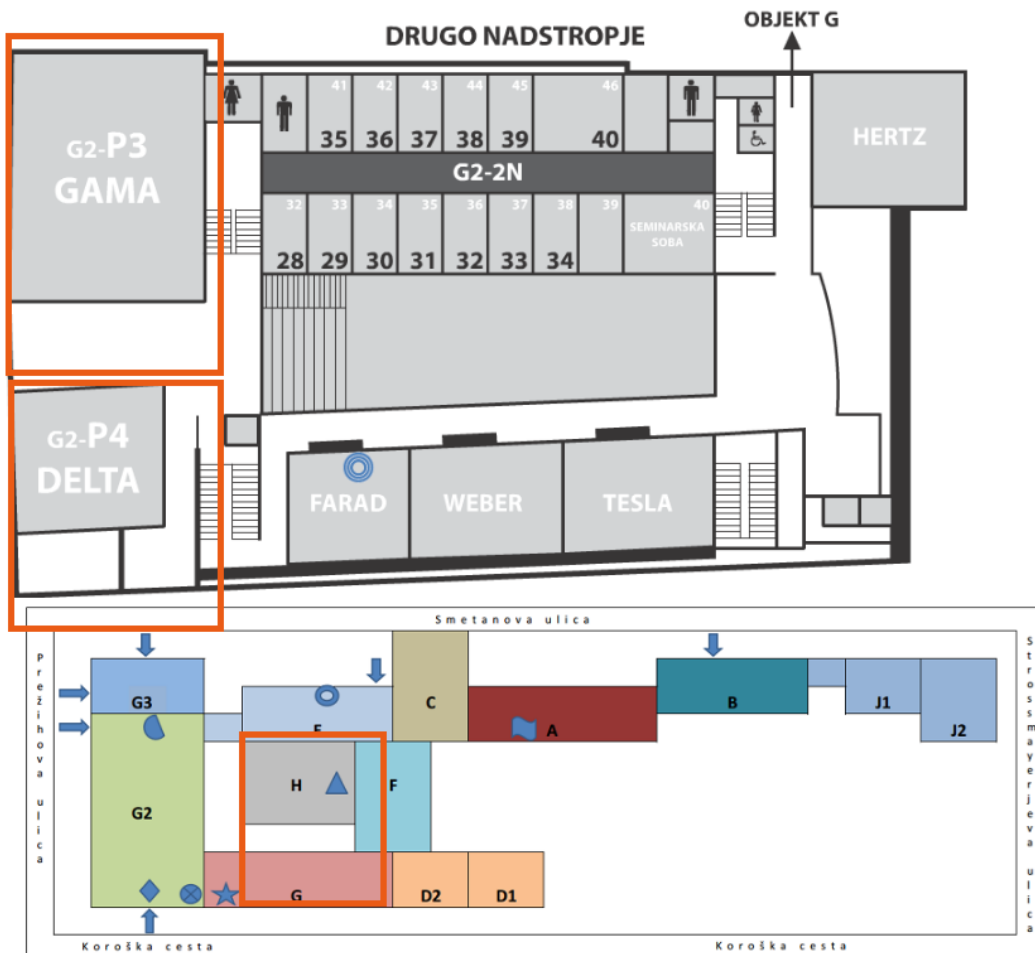 DRUGO NADSTROPJE
OBJEKT G
G2-P3
GAMA
41 42 43 44 45 46
35 36 37 38 39 40
HERTZ
G2-2N
32 33 34 35 36 37 38 39 40
SEMINARSKA
SOBA
28 29 30 31 32 33 34
G2-P4
DELTA
FARAD
WEBER
TESLA
Smetanova ulica
Prežihova ulica
Strossmayerjeva ulica
G3
C
A
B
J1
J2
H
F
G2
G
D2
D1
Koroška cesta
Koroška cesta